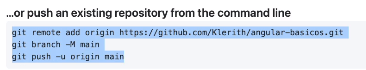 ...or push an existing repository from the command line
git remote add origin https://github.com/Klerith/angular-basicos.git
git branch -M main
git push -u origin main